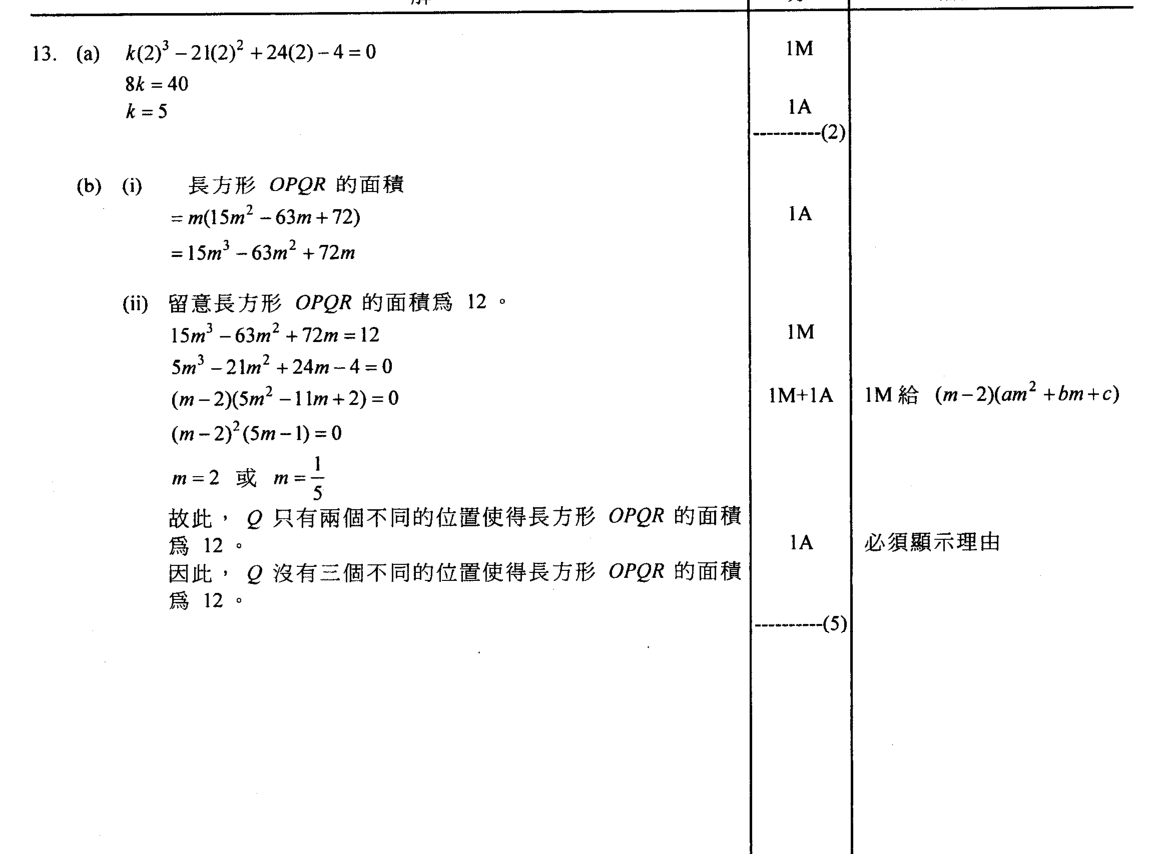 解
13. (a) k(2)³ − 21(2)² + 24(2) − 4 = 0 1M
8k = 40
k = 5 1A
----------(2)
(b) (i) 長方形 OPQR 的面積
= m(15m² − 63m + 72) 1A
= 15m³ − 63m² + 72m
(ii) 留意長方形 OPQR 的面積爲 12 。
15m³ − 63m² + 72m = 12 1M
5m³ − 21m² + 24m − 4 = 0
(m − 2)(5m² − 11m + 2) = 0 1M+1A 1M 給 (m − 2)(am² + bm + c)
(m − 2)²(5m − 1) = 0
m = 2 或 m = 1/5
故此， Q 只有兩個不同的位置使得長方形 OPQR 的面積
爲 12 。 1A 必須顯示理由
因此， Q 沒有三個不同的位置使得長方形 OPQR 的面積
爲 12 。
----------(5)